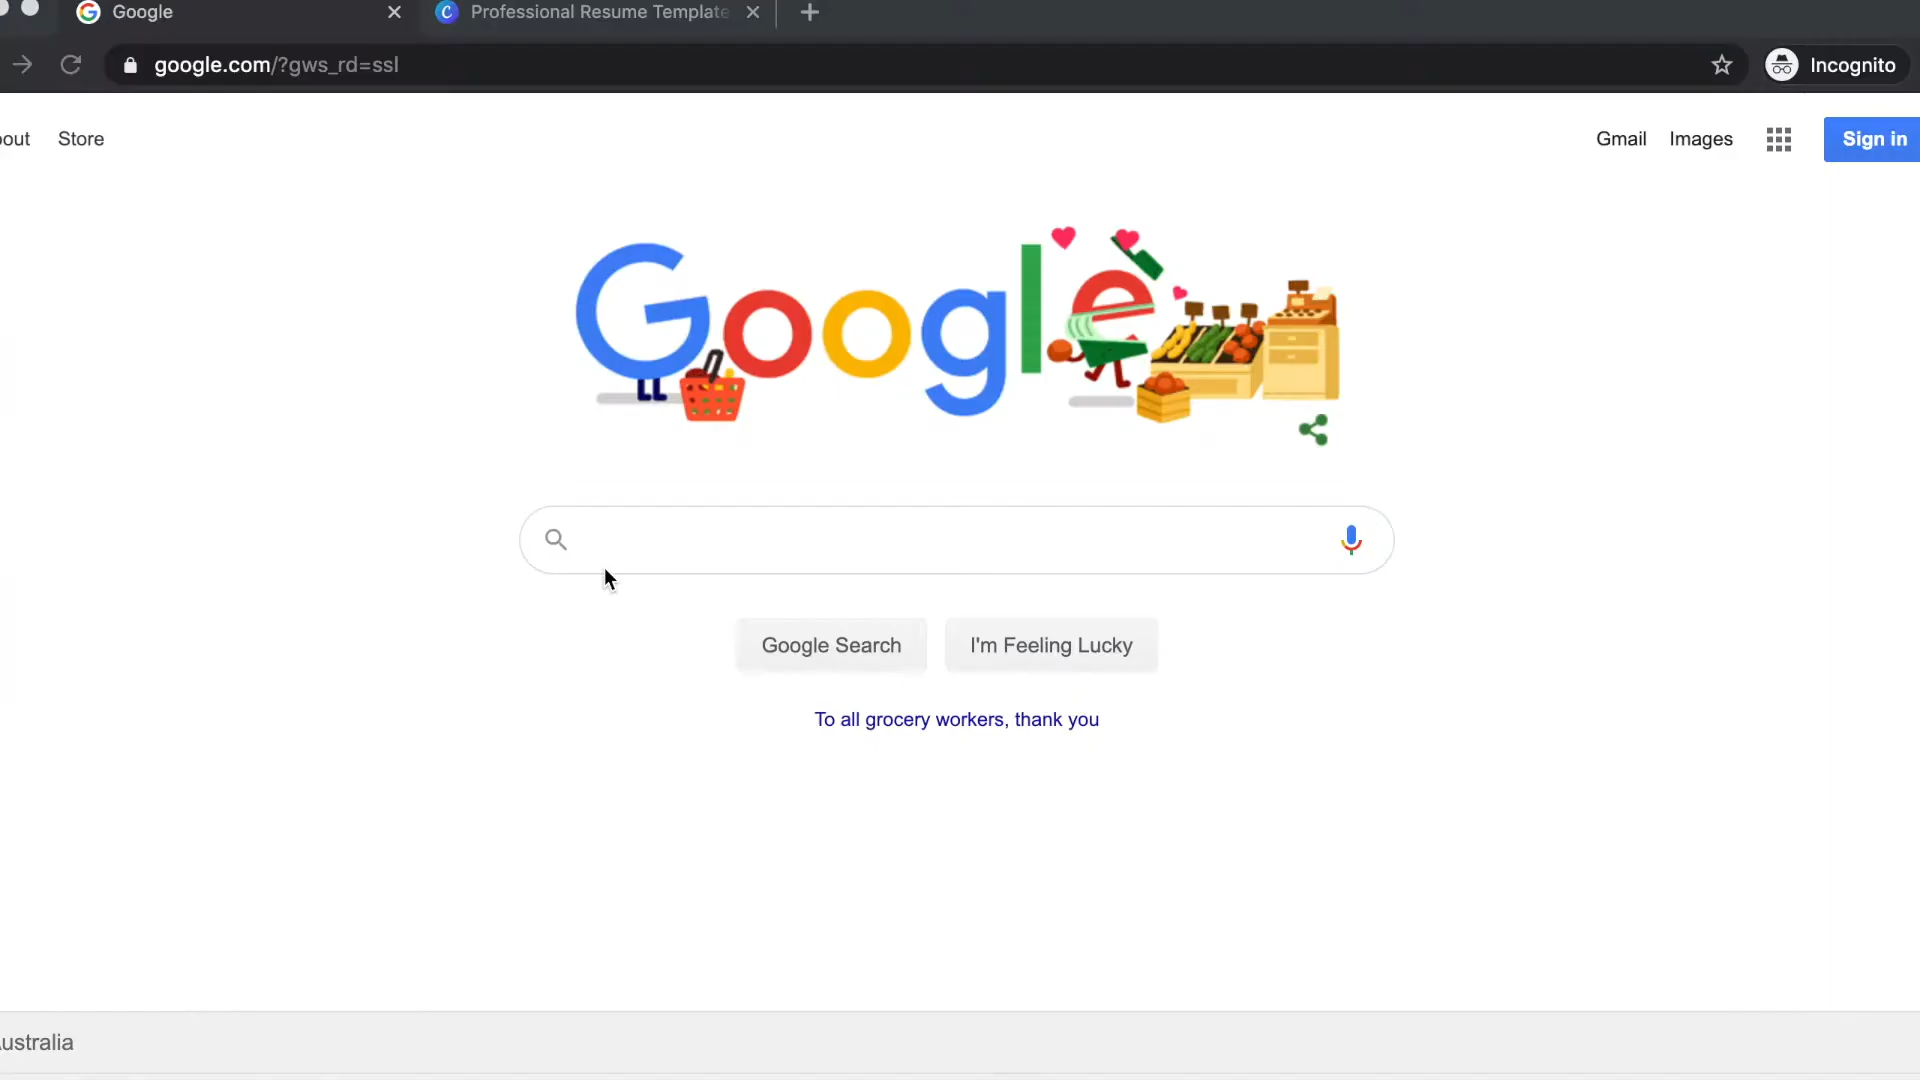 Google
Professional Resume Template
google.com/?gws_rd=ssl
Incognito
out Store
Gmail Images Sign in
Google
Google Search I'm Feeling Lucky
To all grocery workers, thank you
ustralia